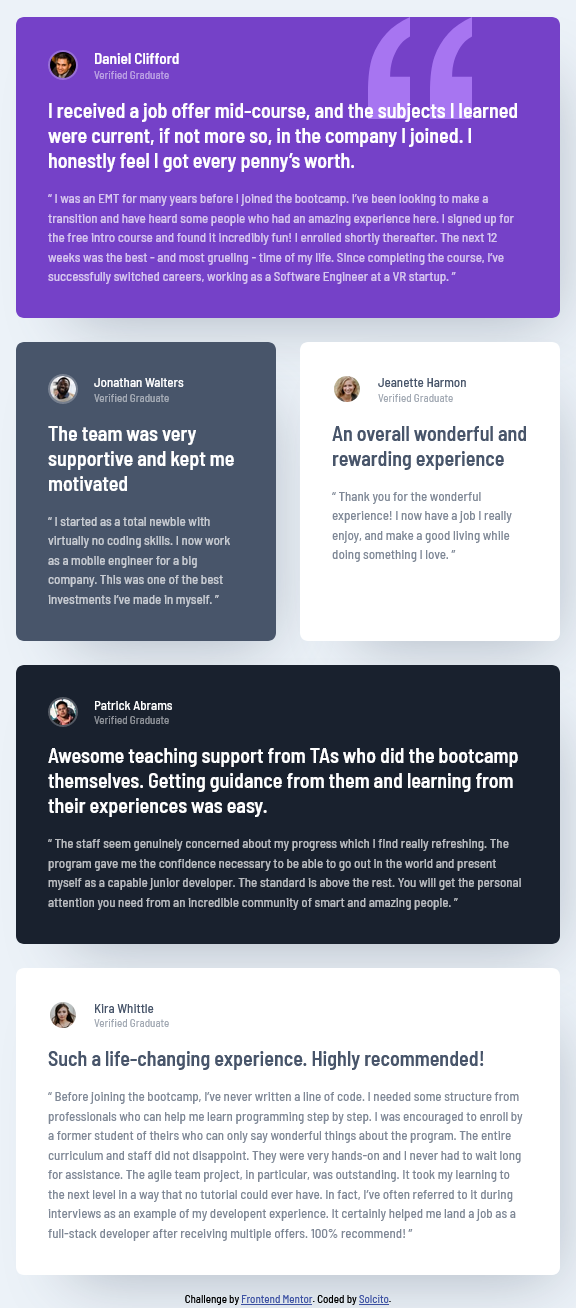 Daniel Clifford
Verified Graduate
I received a job offer mid-course, and the subjects I learned
were current, if not more so, in the company I joined. I
honestly feel I got every penny’s worth.
“ I was an EMT for many years before I joined the bootcamp. I’ve been looking to make a
transition and have heard some people who had an amazing experience here. I signed up for
the free intro course and found it incredibly fun! I enrolled shortly thereafter. The next 12
weeks was the best - and most grueling - time of my life. Since completing the course, I’ve
successfully switched careers, working as a Software Engineer at a VR startup. ”
Jonathan Walters
Verified Graduate
The team was very
supportive and kept me
motivated
“ I started as a total newbie with
virtually no coding skills. I now work
as a mobile engineer for a big
company. This was one of the best
investments I’ve made in myself. ”
Jeanette Harmon
Verified Graduate
An overall wonderful and
rewarding experience
“ Thank you for the wonderful
experience! I now have a job I really
enjoy, and make a good living while
doing something I love. ”
Patrick Abrams
Verified Graduate
Awesome teaching support from TAs who did the bootcamp
themselves. Getting guidance from them and learning from
their experiences was easy.
“ The staff seem genuinely concerned about my progress which I find really refreshing. The
program gave me the confidence necessary to be able to go out in the world and present
myself as a capable junior developer. The standard is above the rest. You will get the personal
attention you need from an incredible community of smart and amazing people. ”
Kira Whittle
Verified Graduate
Such a life-changing experience. Highly recommended!
“ Before joining the bootcamp, I’ve never written a line of code. I needed some structure from
professionals who can help me learn programming step by step. I was encouraged to enroll by
a former student of theirs who can only say wonderful things about the program. The entire
curriculum and staff did not disappoint. They were very hands-on and I never had to wait long
for assistance. The agile team project, in particular, was outstanding. It took my learning to
the next level in a way that no tutorial could ever have. In fact, I’ve often referred to it during
interviews as an example of my developent experience. It certainly helped me land a job as a
full-stack developer after receiving multiple offers. 100% recommend! ”
Challenge by Frontend Mentor. Coded by Solcito.